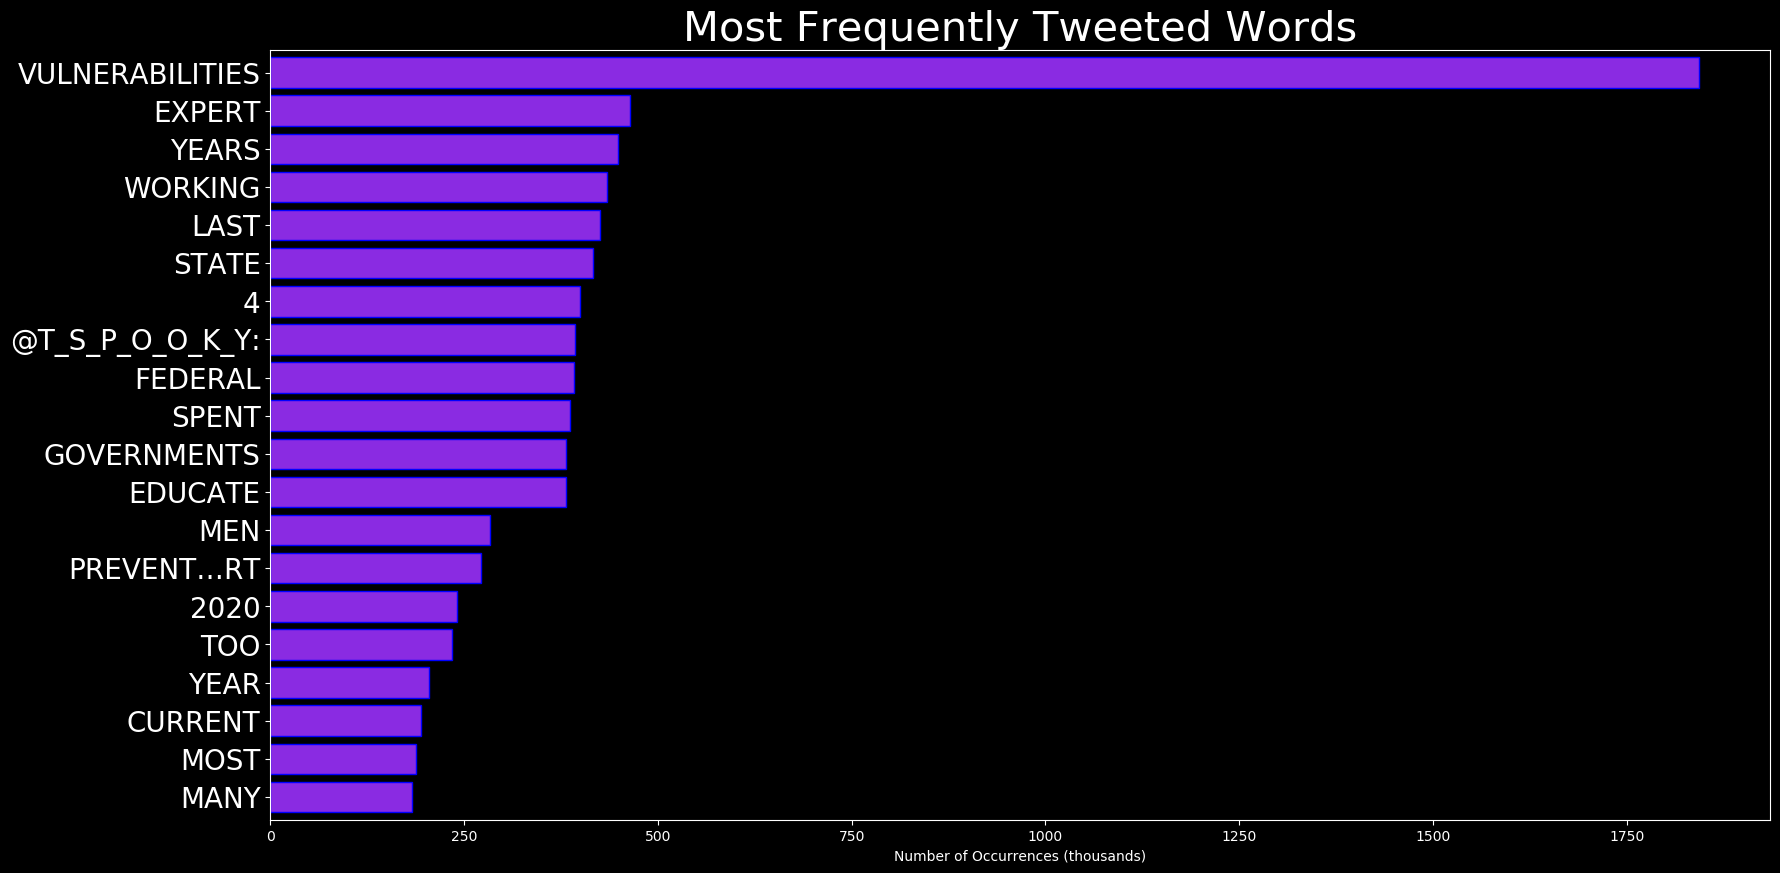 Most Frequently Tweeted Words
VULNERABILITIES
EXPERT
YEARS
WORKING
LAST
STATE
4
@T_S_P_O_O_K_Y:
FEDERAL
SPENT
GOVERNMENTS
EDUCATE
MEN
PREVENT…RT
2020
TOO
YEAR
CURRENT
MOST
MANY
0 250 500 750 1000 1250 1500 1750
Number of Occurrences (thousands)